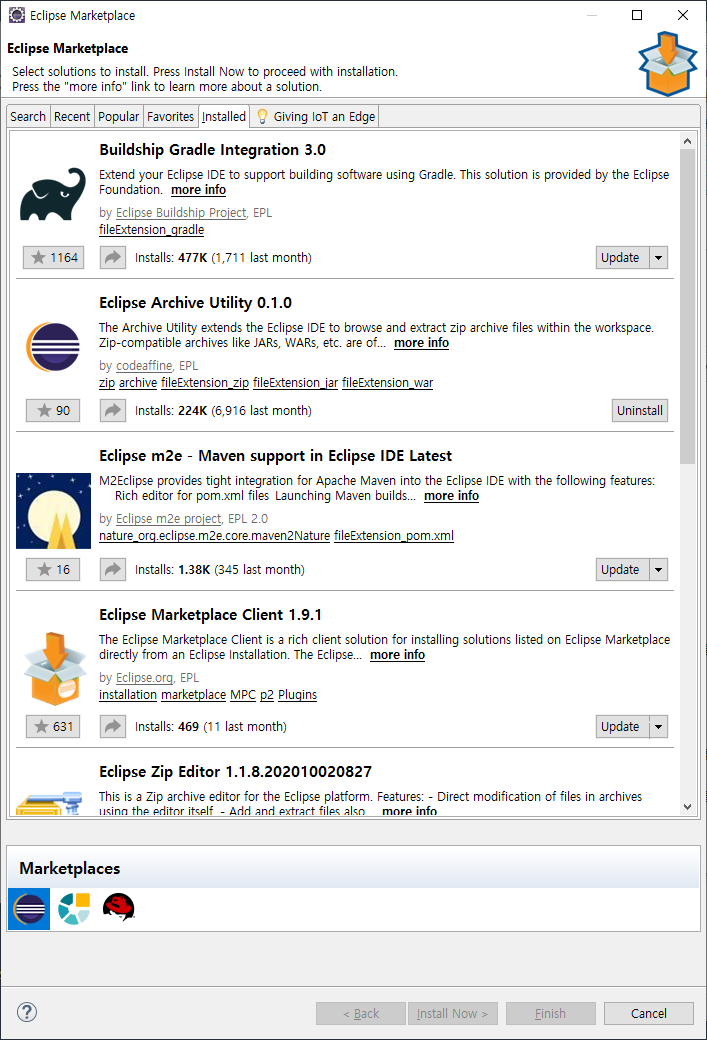 Eclipse Marketplace
Eclipse Marketplace
Select solutions to install. Press Install Now to proceed with installation.
Press the "more info" link to learn more about a solution.
Search Recent Popular Favorites Installed Giving IoT an Edge
Buildship Gradle Integration 3.0
Extend your Eclipse IDE to support building software using Gradle. This solution is provided by the Eclipse
Foundation. more info
by Eclipse Buildship Project, EPL
fileExtension_gradle
1164 Installs: 477K (1,711 last month) Update
Eclipse Archive Utility 0.1.0
The Archive Utility extends the Eclipse IDE to browse and extract zip archive files within the workspace.
Zip-compatible archives like JARs, WARs, etc. are of... more info
by codeaffine, EPL
zip archive fileExtension_zip fileExtension_jar fileExtension_war
90 Installs: 224K (6,916 last month) Uninstall
Eclipse m2e - Maven support in Eclipse IDE Latest
M2Eclipse provides tight integration for Apache Maven into the Eclipse IDE with the following features:
Rich editor for pom.xml files Launching Maven builds... more info
by Eclipse m2e project, EPL 2.0
nature_org.eclipse.m2e.core.maven2Nature fileExtension_pom.xml
16 Installs: 1.38K (345 last month) Update
Eclipse Marketplace Client 1.9.1
The Eclipse Marketplace Client is a rich client solution for installing solutions listed on Eclipse Marketplace
directly from an Eclipse Installation. The Eclipse... more info
by Eclipse.org, EPL
installation marketplace MPC p2 Plugins
631 Installs: 469 (11 last month) Update
Eclipse Zip Editor 1.1.8.202010020827
This is a Zip archive editor for the Eclipse platform. Features: - Direct modification of files in archives
using the editor itself - Add and extract files also... more info
Marketplaces
? < Back Install Now > Finish Cancel